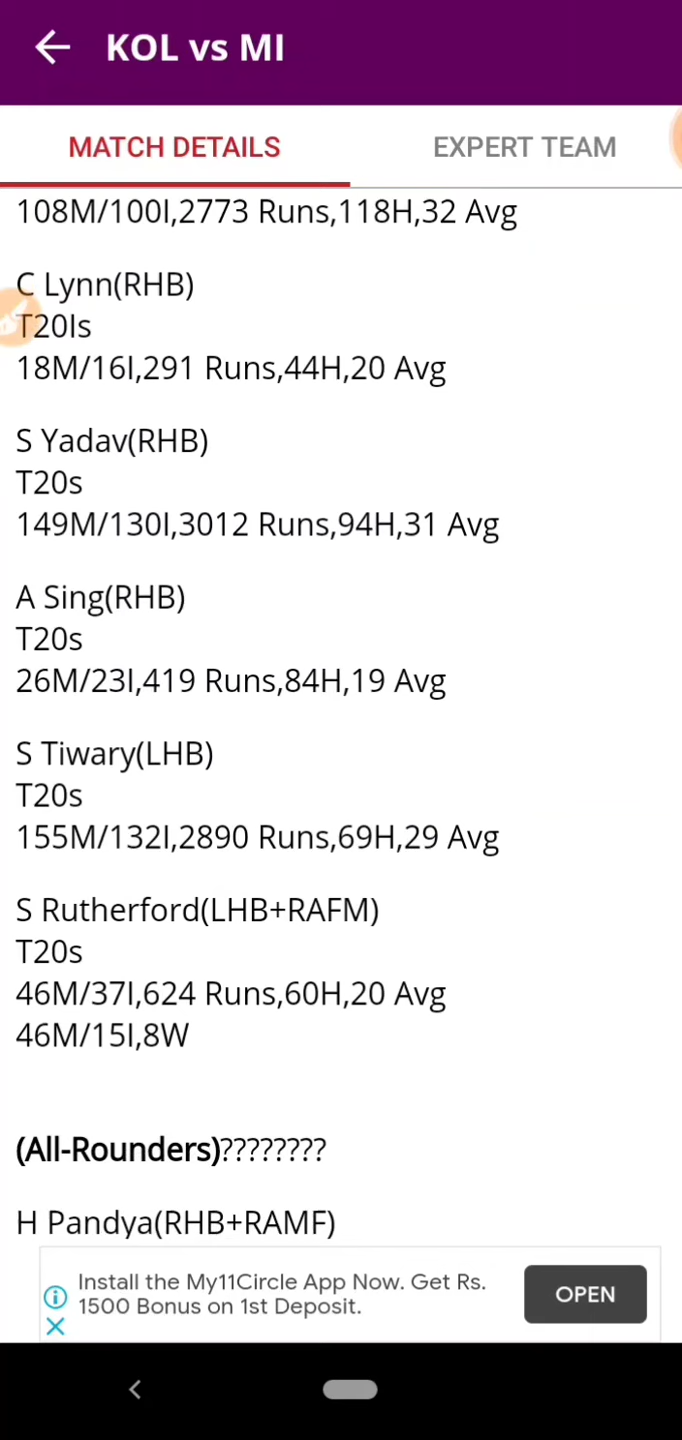 KOL vs MI
MATCH DETAILS
EXPERT TEAM
108M/100I,2773 Runs,118H,32 Avg
C Lynn(RHB)
T20Is
18M/16I,291 Runs,44H,20 Avg
S Yadav(RHB)
T20s
149M/130I,3012 Runs,94H,31 Avg
A Sing(RHB)
T20s
26M/23I,419 Runs,84H,19 Avg
S Tiwary(LHB)
T20s
155M/132I,2890 Runs,69H,29 Avg
S Rutherford(LHB+RAFM)
T20s
46M/37I,624 Runs,60H,20 Avg
46M/15I,8W
(All-Rounders)????????
H Pandya(RHB+RAMF)
Install the My11Circle App Now. Get Rs.
1500 Bonus on 1st Deposit.
OPEN